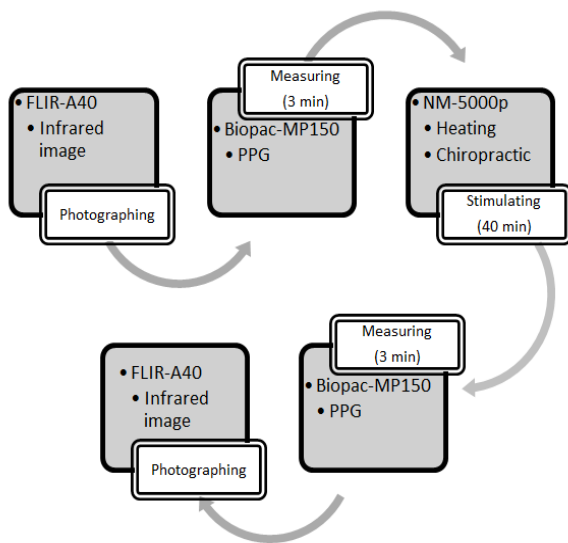 • FLIR-A40
• Infrared
image
Photographing
Measuring
(3 min)
• Biopac-MP150
• PPG
• NM-5000p
• Heating
• Chiropractic
Stimulating
(40 min)
Measuring
(3 min)
• Biopac-MP150
• PPG
• FLIR-A40
• Infrared
image
Photographing